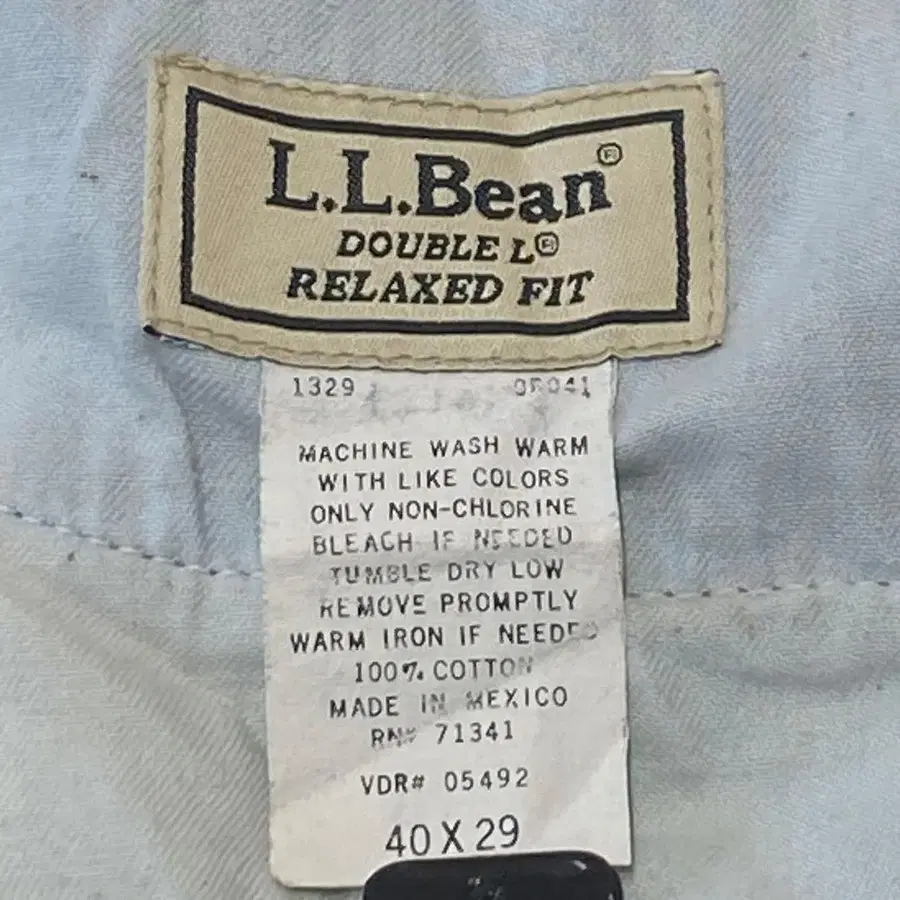 L.L.Bean®
DOUBLE L®
RELAXED FIT
1329
MACHINE WASH WARM
WITH LIKE COLORS
ONLY NON-CHLORINE
BLEACH IF NEEDED
TUMBLE DRY LOW
REMOVE PROMPTLY
WARM IRON IF NEEDED
100% COTTON
MADE IN MEXICO
RN# 71341
VDR# 05492
40 X 29